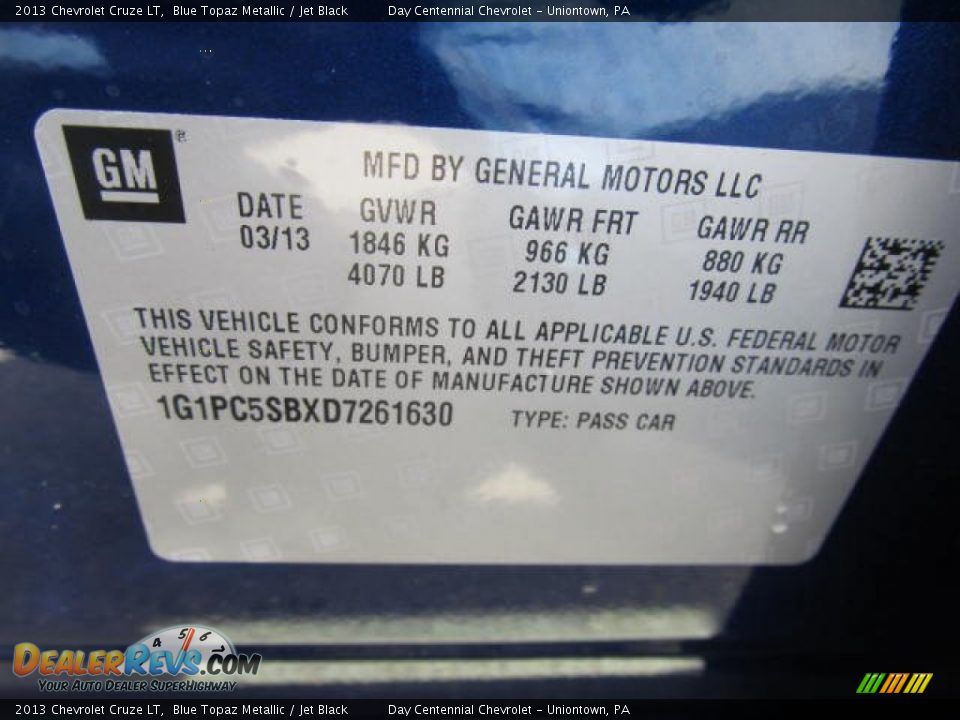 2013 Chevrolet Cruze LT, Blue Topaz Metallic / Jet Black Day Centennial Chevrolet - Uniontown, PA
GM ®
MFD BY GENERAL MOTORS LLC
DATE GVWR GAWR FRT GAWR RR
03/13 1846 KG 966 KG 880 KG
4070 LB 2130 LB 1940 LB
THIS VEHICLE CONFORMS TO ALL APPLICABLE U.S. FEDERAL MOTOR
VEHICLE SAFETY, BUMPER, AND THEFT PREVENTION STANDARDS IN
EFFECT ON THE DATE OF MANUFACTURE SHOWN ABOVE.
1G1PC5SBXD7261630 TYPE: PASS CAR
4 5 6 7
DEALERREVS.COM
YOUR AUTO DEALER SUPERHIGHWAY
2013 Chevrolet Cruze LT, Blue Topaz Metallic / Jet Black Day Centennial Chevrolet - Uniontown, PA